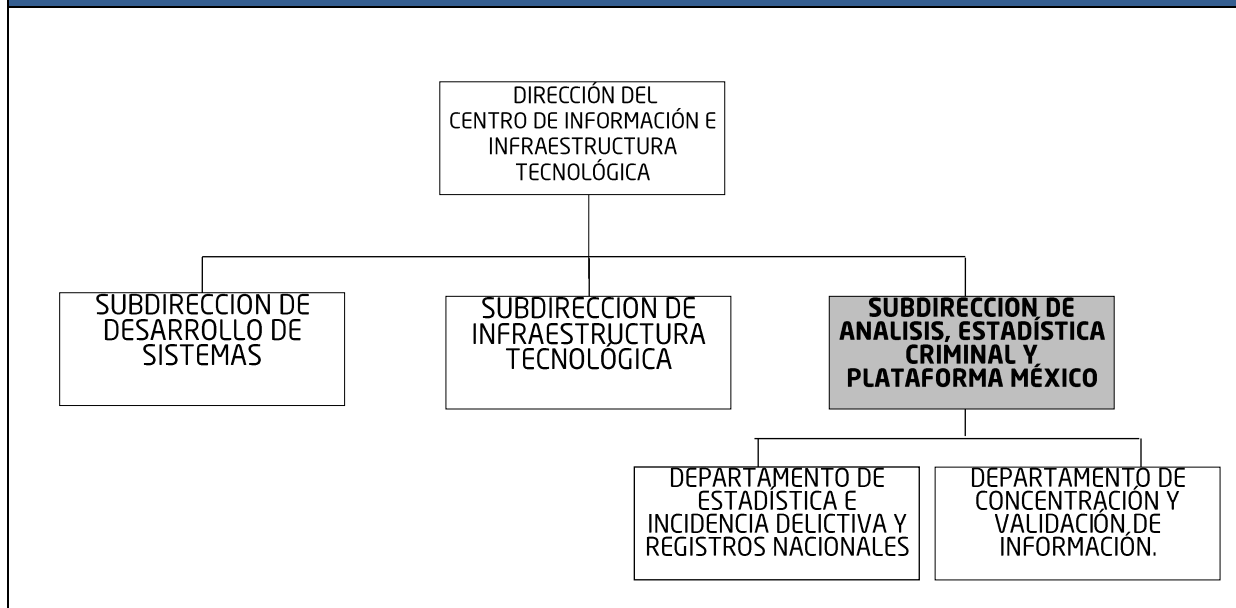 DIRECCIÓN DEL
CENTRO DE INFORMACIÓN E
INFRAESTRUCTURA
TECNOLÓGICA
SUBDIRECCION DE
DESARROLLO DE
SISTEMAS
SUBDIRECCION DE
INFRAESTRUCTURA
TECNOLÓGICA
SUBDIRECCION DE
ANALISIS, ESTADÍSTICA
CRIMINAL Y
PLATAFORMA MÉXICO
DEPARTAMENTO DE
ESTADÍSTICA E
INCIDENCIA DELICTIVA Y
REGISTROS NACIONALES
DEPARTAMENTO DE
CONCENTRACIÓN Y
VALIDACIÓN DE
INFORMACIÓN.